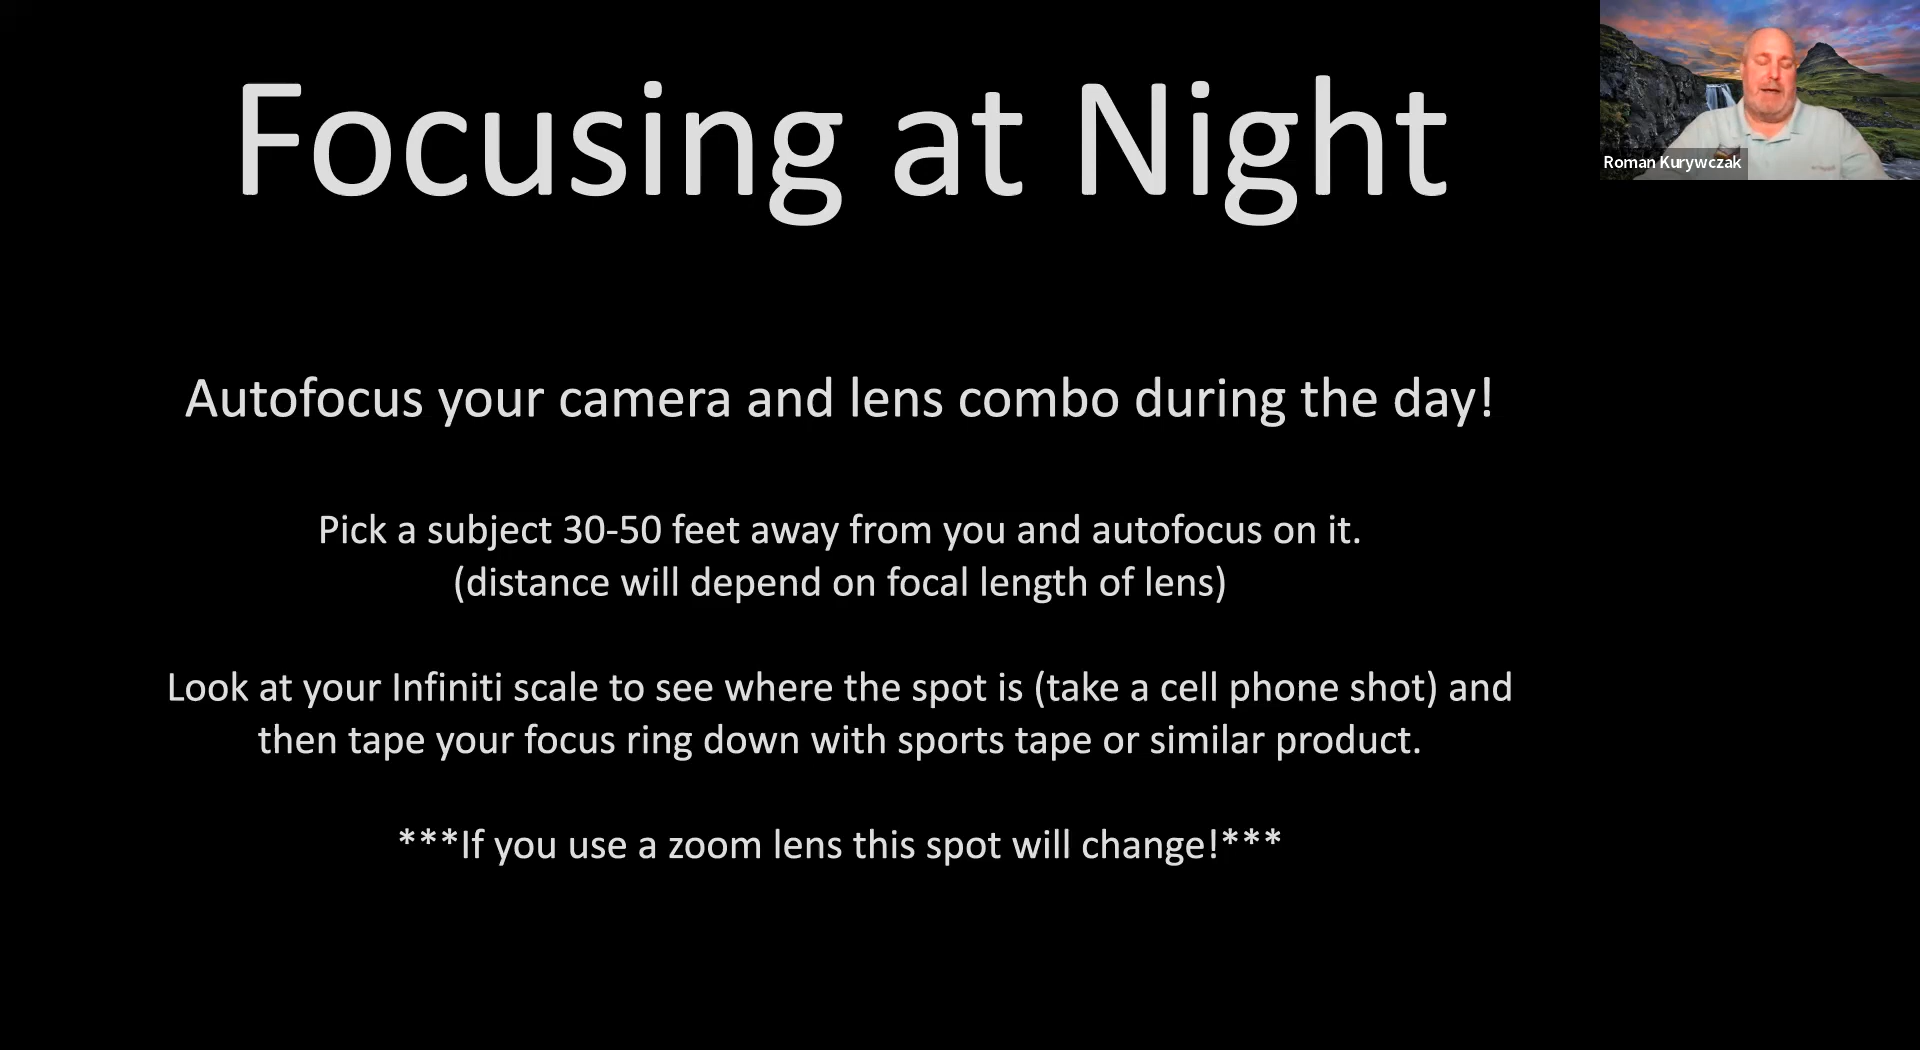 Focusing at Night
Roman Kurywczak
Autofocus your camera and lens combo during the day!
Pick a subject 30-50 feet away from you and autofocus on it.
(distance will depend on focal length of lens)
Look at your Infiniti scale to see where the spot is (take a cell phone shot) and
then tape your focus ring down with sports tape or similar product.
***If you use a zoom lens this spot will change!***